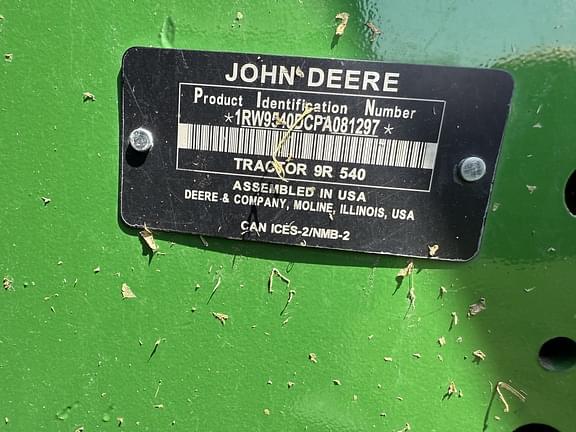 JOHN DEERE
Product Identification Number
*1RW9540DCPA081297*
TRACTOR 9R 540
ASSEMBLED IN USA
DEERE & COMPANY, MOLINE, ILLINOIS, USA
CAN ICES-2/NMB-2